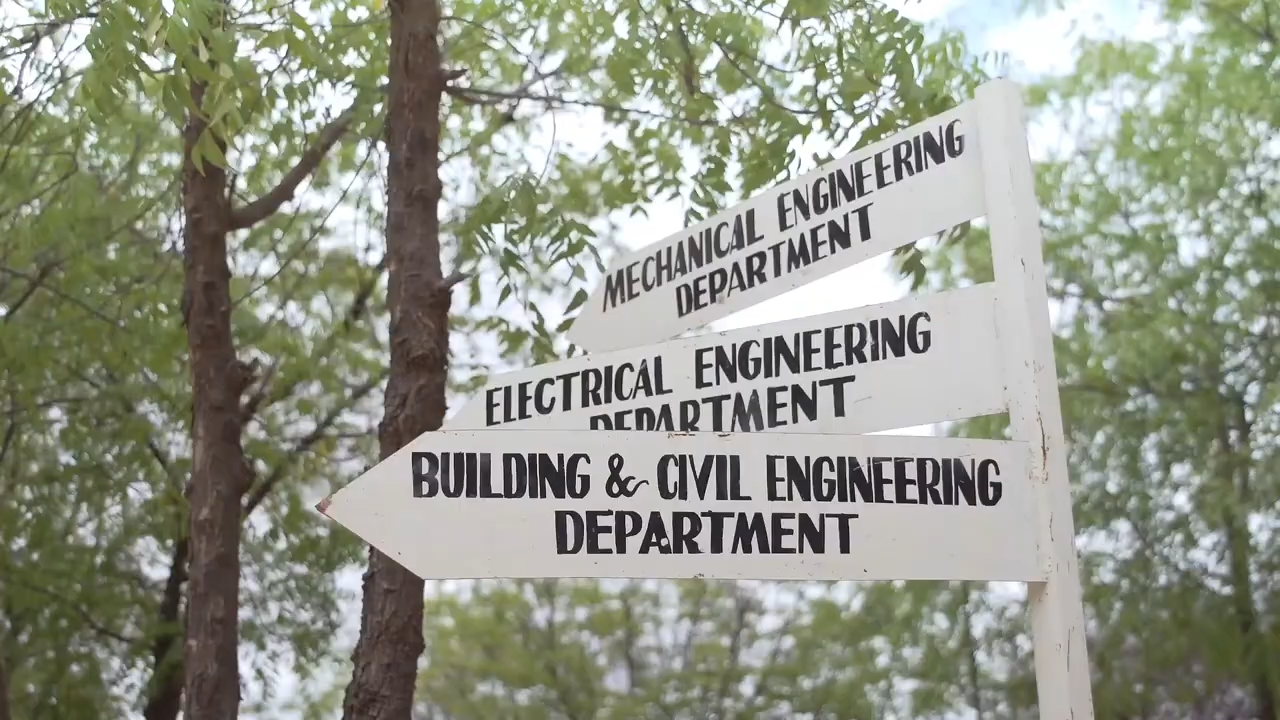 MECHANICAL ENGINEERING
DEPARTMENT
ELECTRICAL ENGINEERING
DEPARTMENT
BUILDING & CIVIL ENGINEERING
DEPARTMENT